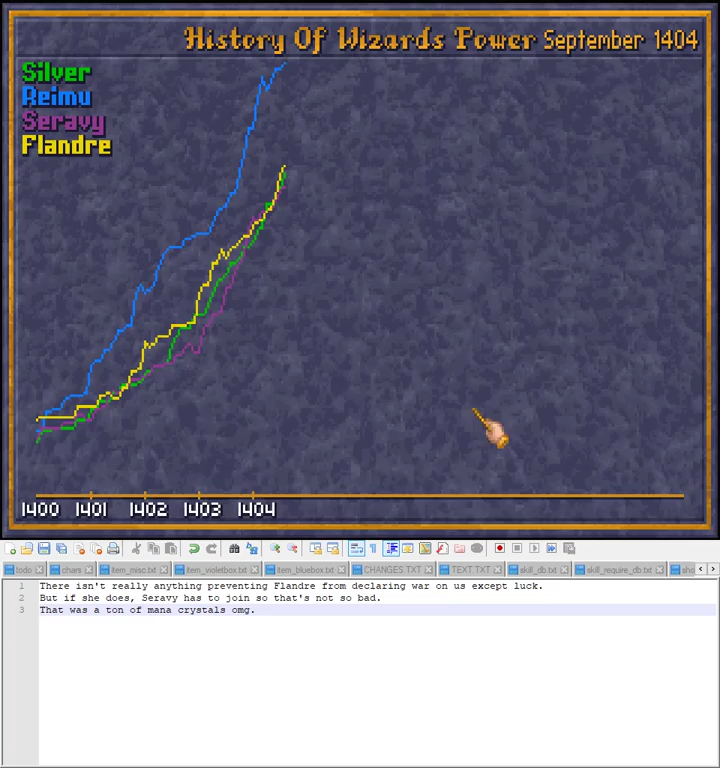 History Of Wizards Power September 1404
Silver
Reimu
Seravy
Flandre
1400 1401 1402 1403 1404
todo chars item_misc.txt item_violetbox.txt item_bluebox.txt CHANGES.TXT TEXT.TXT skill_db.txt skill_require_db.txt sho
1 There isn't really anything preventing Flandre from declaring war on us except luck.
2 But if she does, Seravy has to join so that's not so bad.
3 That was a ton of mana crystals omg.